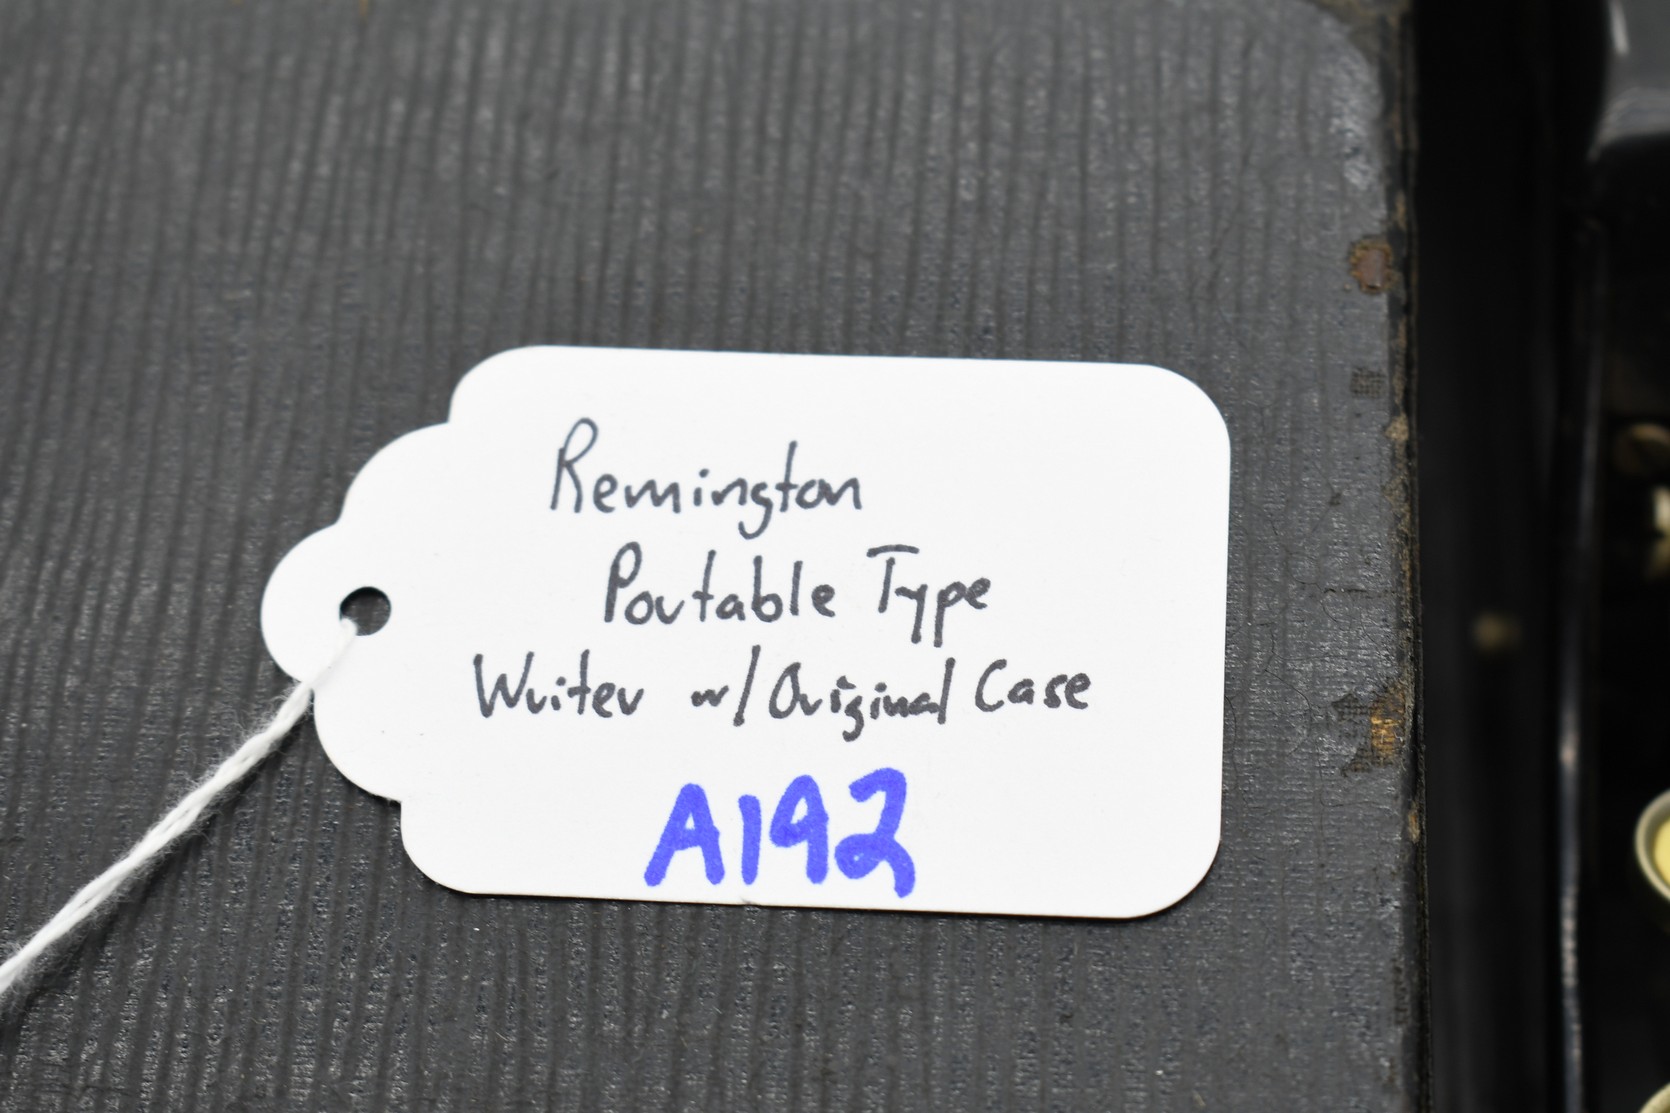 Remington
Portable Type
Writer w/ Original Case
A192